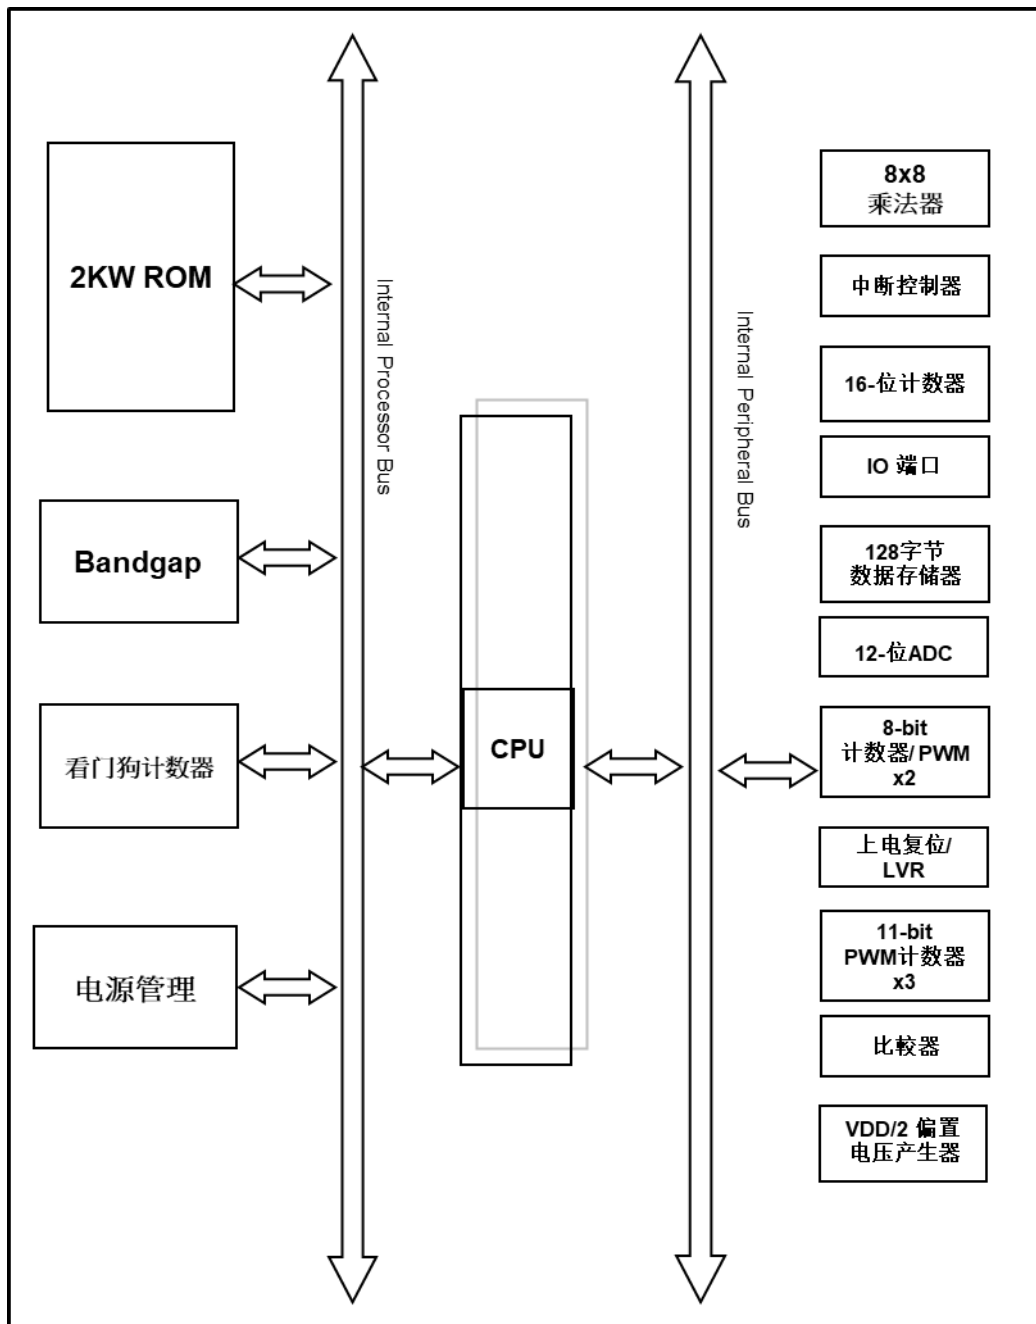 2KW ROM
Bandgap
看门狗计数器
电源管理
Internal Processor Bus
CPU
Internal Peripheral Bus
8x8
乘法器
中断控制器
16-位计数器
IO 端口
128字节
数据存储器
12-位ADC
8-bit
计数器/ PWM
x2
上电复位/
LVR
11-bit
PWM计数器
x3
比較器
VDD/2 偏置
电压产生器